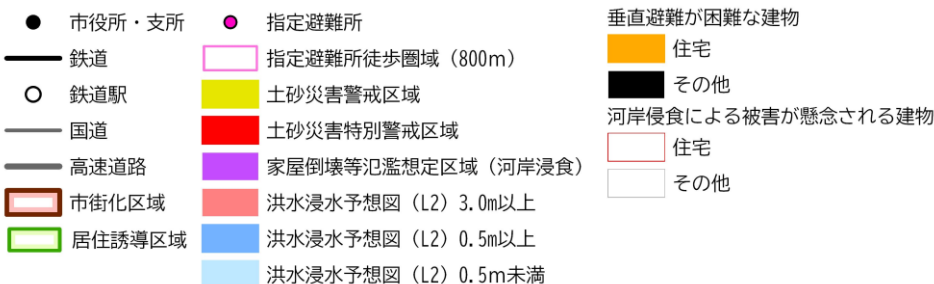 市役所・支所
鉄道
鉄道駅
国道
高速道路
市街化区域
居住誘導区域
指定避難所
指定避難所徒歩圏域（800m）
土砂災害警戒区域
土砂災害特別警戒区域
家屋倒壊等氾濫想定区域（河岸浸食）
洪水浸水予想図（L2）3.0m以上
洪水浸水予想図（L2）0.5m以上
洪水浸水予想図（L2）0.5m未満
垂直避難が困難な建物
住宅
その他
河岸侵食による被害が懸念される建物
住宅
その他